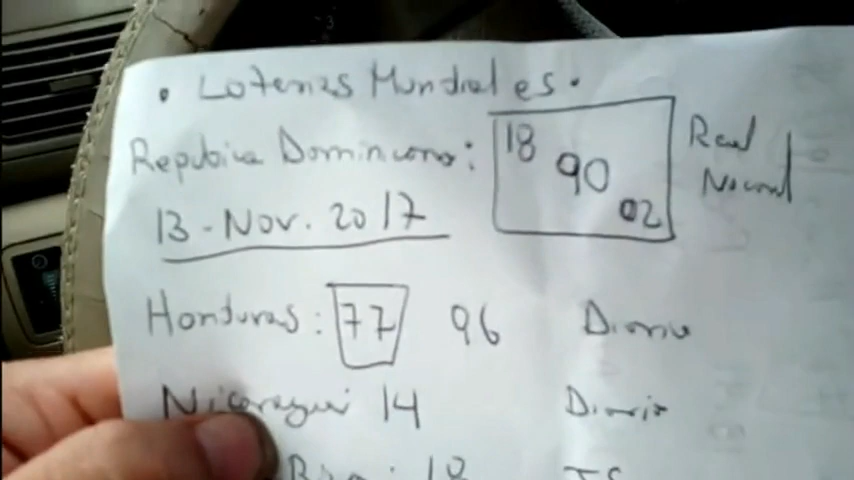 • Loterias Mundiales •
Republica Dominicana: 18 90 02 Real Nacional
13-Nov. 2017
Honduras: 77 96 Diaria
Nicaragua 14 Diaria
18